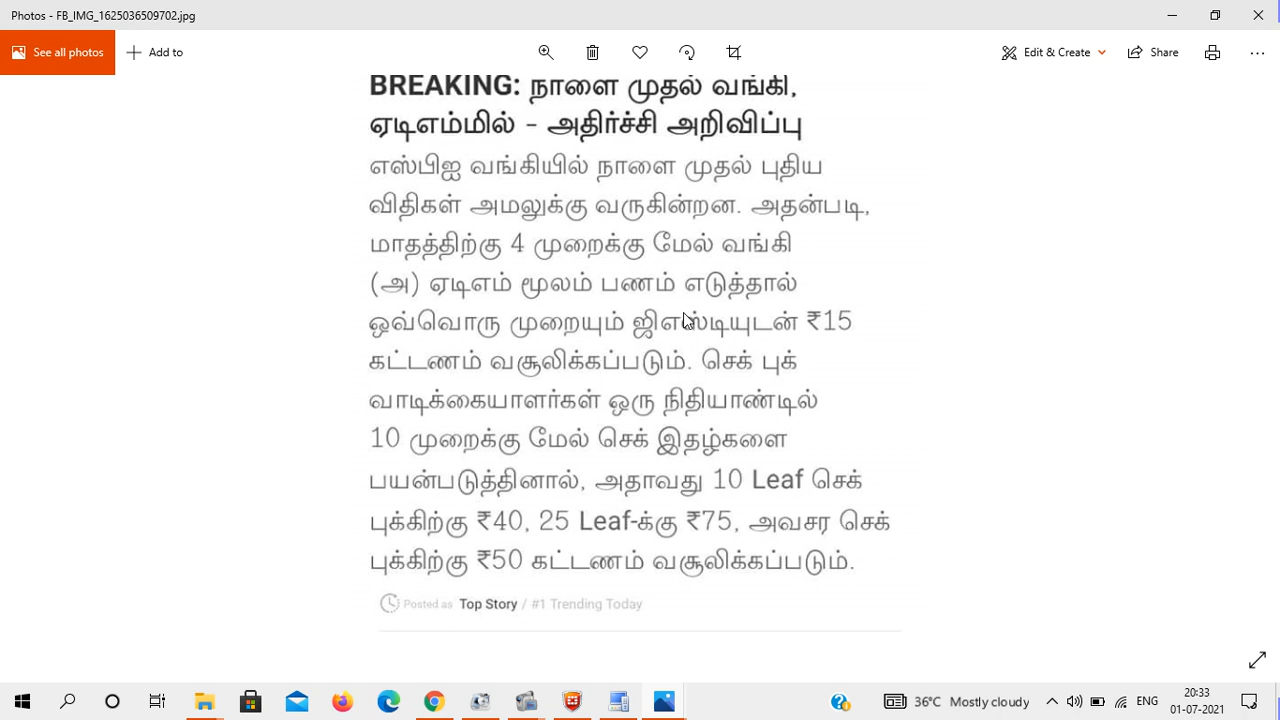 Photos - FB_IMG_1625036509702.jpg
See all photos
Add to
Edit & Create
Share
BREAKING: நாளை முதல் வங்கி,
ஏடிஎம்மில் - அதிர்ச்சி அறிவிப்பு
எஸ்பிஐ வங்கியில் நாளை முதல் புதிய
விதிகள் அமலுக்கு வருகின்றன. அதன்படி,
மாதத்திற்கு 4 முறைக்கு மேல் வங்கி
(அ) ஏடிஎம் மூலம் பணம் எடுத்தால்
ஒவ்வொரு முறையும் ஜிஎஸ்டியுடன் ₹15
கட்டணம் வசூலிக்கப்படும். செக் புக்
வாடிக்கையாளர்கள் ஒரு நிதியாண்டில்
10 முறைக்கு மேல் செக் இதழ்களை
பயன்படுத்தினால், அதாவது 10 Leaf செக்
புக்கிற்கு ₹40, 25 Leaf-க்கு ₹75, அவசர செக்
புக்கிற்கு ₹50 கட்டணம் வசூலிக்கப்படும்.
Posted as Top Story / #1 Trending Today
36°C Mostly cloudy
ENG
20:33
01-07-2021